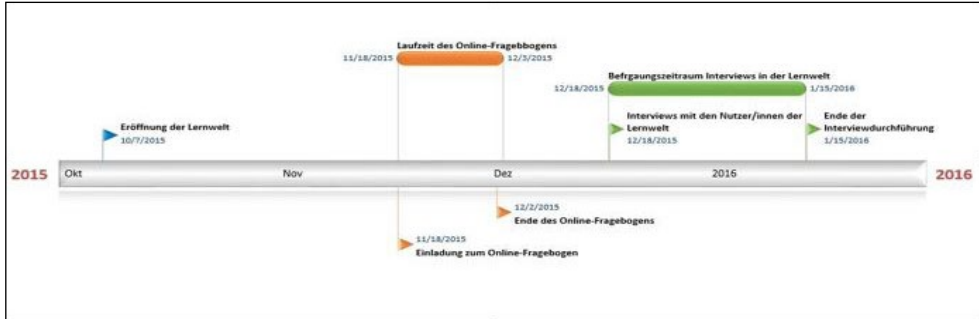 Laufzeit des Online-Fragebbogens
11/18/2015
12/3/2015
Befrgaungszeitraum Interviews in der Lernwelt
12/18/2015
1/15/2016
Eröffnung der Lernwelt
10/7/2015
Interviews mit den Nutzer/innen der
Lernwelt
12/18/2015
Ende der
Interviewdurchführung
1/15/2016
2015
Okt
Nov
Dez
2016
2016
12/2/2015
Ende des Online-Fragebogens
11/18/2015
Einladung zum Online-Fragebogen